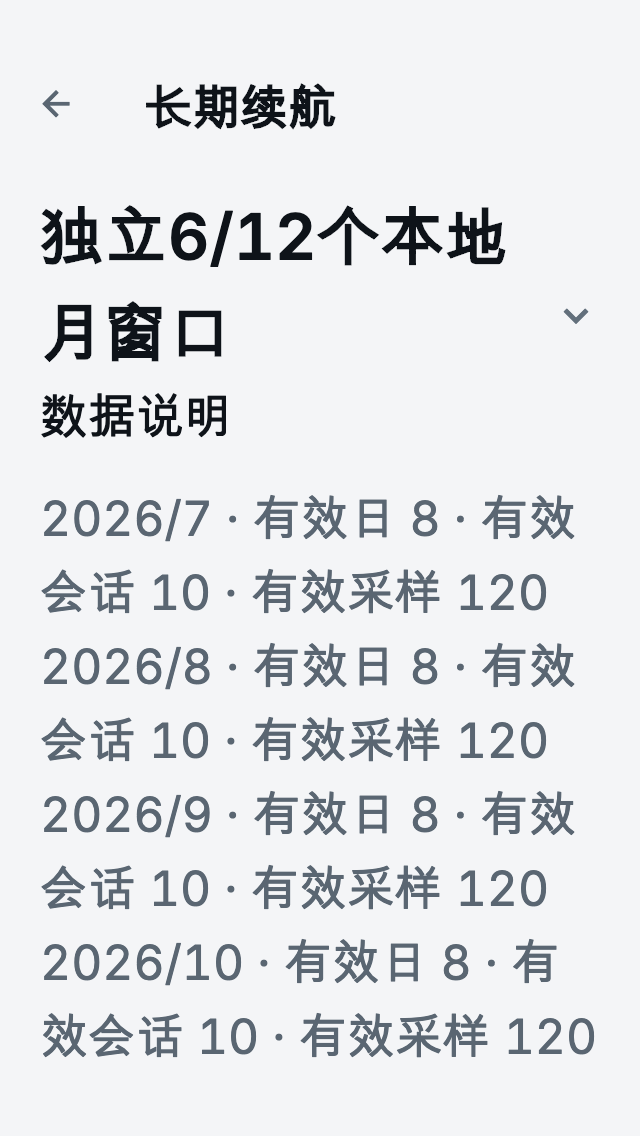 长期续航
独立6/12个本地
月窗口
数据说明
2026/7 · 有效日 8 · 有效
会话 10 · 有效采样 120
2026/8 · 有效日 8 · 有效
会话 10 · 有效采样 120
2026/9 · 有效日 8 · 有效
会话 10 · 有效采样 120
2026/10 · 有效日 8 · 有
效会话 10 · 有效采样 120